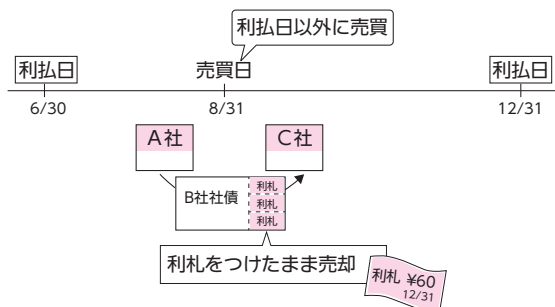 利払日以外に売買
利払日
売買日
利払日
6/30
8/31
12/31
A社
C社
B社社債
利札
利札
利札
利札をつけたまま売却
利札 ¥60
12/31